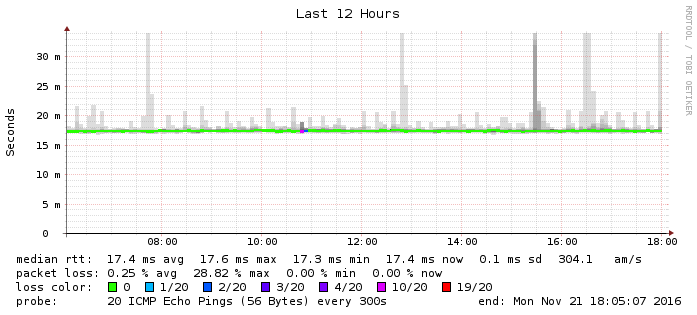 Last 12 Hours
RRDTOOL / TOBI OETIKER
Seconds
30 m
25 m
20 m
15 m
10 m
5 m
0
08:00 10:00 12:00 14:00 16:00 18:00
median rtt: 17.4 ms avg 17.6 ms max 17.3 ms min 17.4 ms now 0.1 ms sd 304.1 am/s
packet loss: 0.25 % avg 28.82 % max 0.00 % min 0.00 % now
loss color: 0 1/20 2/20 3/20 4/20 10/20 19/20
probe: 20 ICMP Echo Pings (56 Bytes) every 300s end: Mon Nov 21 18:05:07 2016